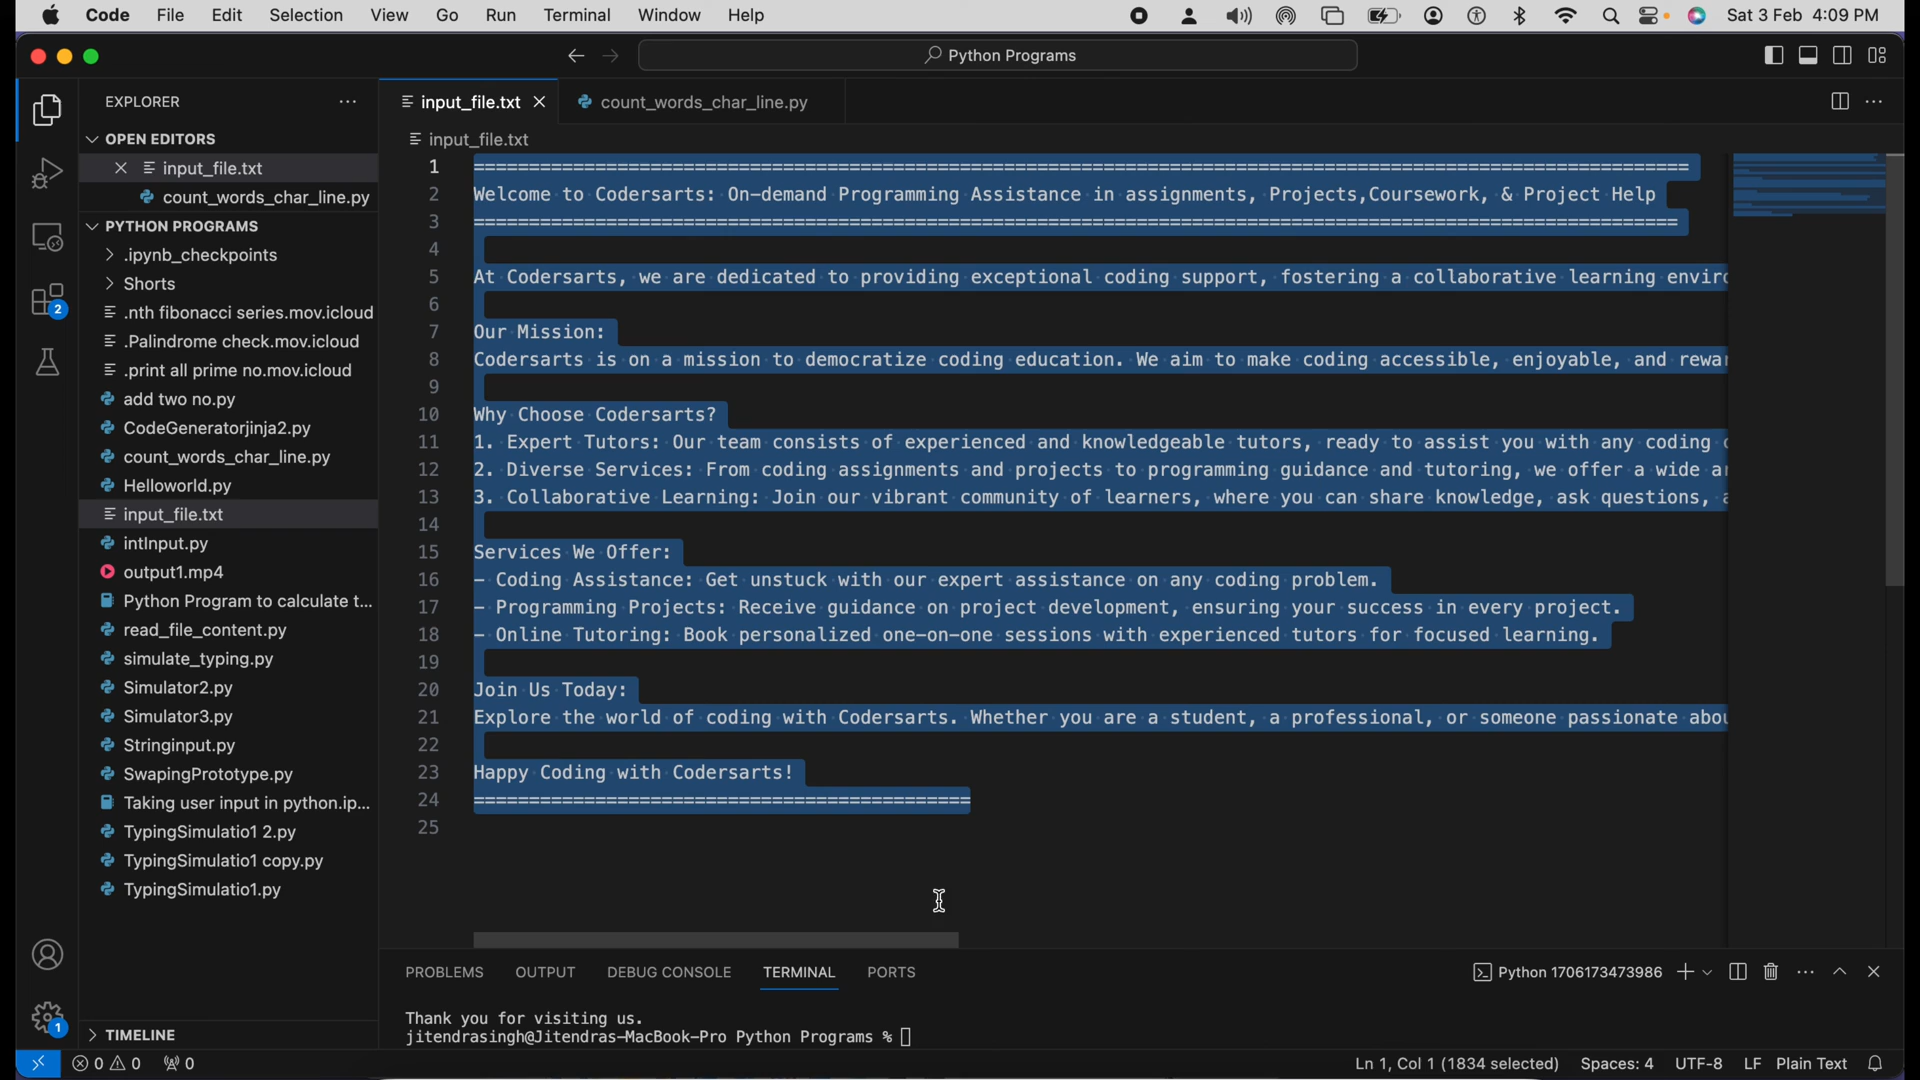 Code File Edit Selection View Go Run Terminal Window Help Sat 3 Feb 4:09 PM
Python Programs
EXPLORER
OPEN EDITORS
input_file.txt
count_words_char_line.py
PYTHON PROGRAMS
.ipynb_checkpoints
Shorts
.nth fibonacci series.mov.icloud
.Palindrome check.mov.icloud
.print all prime no.mov.icloud
add two no.py
CodeGeneratorjinja2.py
count_words_char_line.py
Helloworld.py
input_file.txt
intInput.py
output1.mp4
Python Program to calculate t...
read_file_content.py
simulate_typing.py
Simulator2.py
Simulator3.py
Stringinput.py
SwapingPrototype.py
Taking user input in python.ip...
TypingSimulatio1 2.py
TypingSimulatio1 copy.py
TypingSimulatio1.py
TIMELINE
2
1
input_file.txt count_words_char_line.py
input_file.txt
1 ==============================================================================================================
2 Welcome to Codersarts: On-demand Programming Assistance in assignments, Projects,Coursework, & Project Help
3 =============================================================================================================
4
5 At Codersarts, we are dedicated to providing exceptional coding support, fostering a collaborative learning enviro
6
7 Our Mission:
8 Codersarts is on a mission to democratize coding education. We aim to make coding accessible, enjoyable, and rewar
9
10 Why Choose Codersarts?
11 1. Expert Tutors: Our team consists of experienced and knowledgeable tutors, ready to assist you with any coding
12 2. Diverse Services: From coding assignments and projects to programming guidance and tutoring, we offer a wide ar
13 3. Collaborative Learning: Join our vibrant community of learners, where you can share knowledge, ask questions, a
14
15 Services We Offer:
16 - Coding Assistance: Get unstuck with our expert assistance on any coding problem.
17 - Programming Projects: Receive guidance on project development, ensuring your success in every project.
18 - Online Tutoring: Book personalized one-on-one sessions with experienced tutors for focused learning.
19
20 Join Us Today:
21 Explore the world of coding with Codersarts. Whether you are a student, a professional, or someone passionate abou
22
23 Happy Coding with Codersarts!
24 =============================================
25
PROBLEMS OUTPUT DEBUG CONSOLE TERMINAL PORTS Python 1706173473986
Thank you for visiting us.
jitendrasingh@Jitendras-MacBook-Pro Python Programs %
0 0 0 Ln 1, Col 1 (1834 selected) Spaces: 4 UTF-8 LF Plain Text